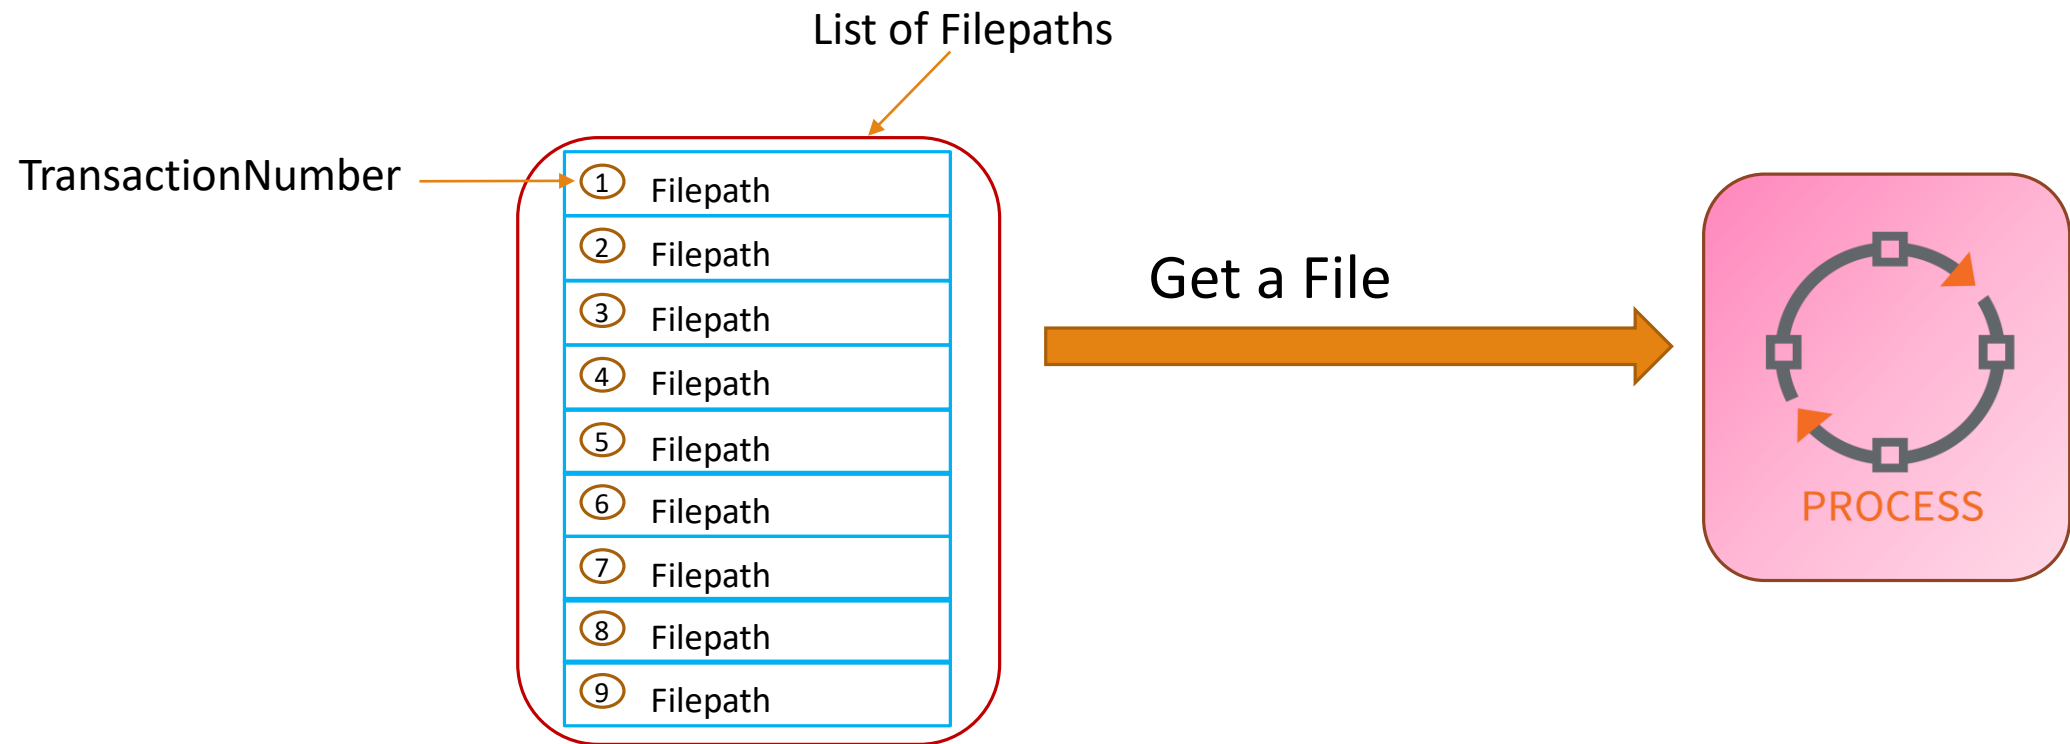 List of Filepaths
TransactionNumber
1 Filepath
2 Filepath
3 Filepath
4 Filepath
5 Filepath
6 Filepath
7 Filepath
8 Filepath
9 Filepath
Get a File
PROCESS